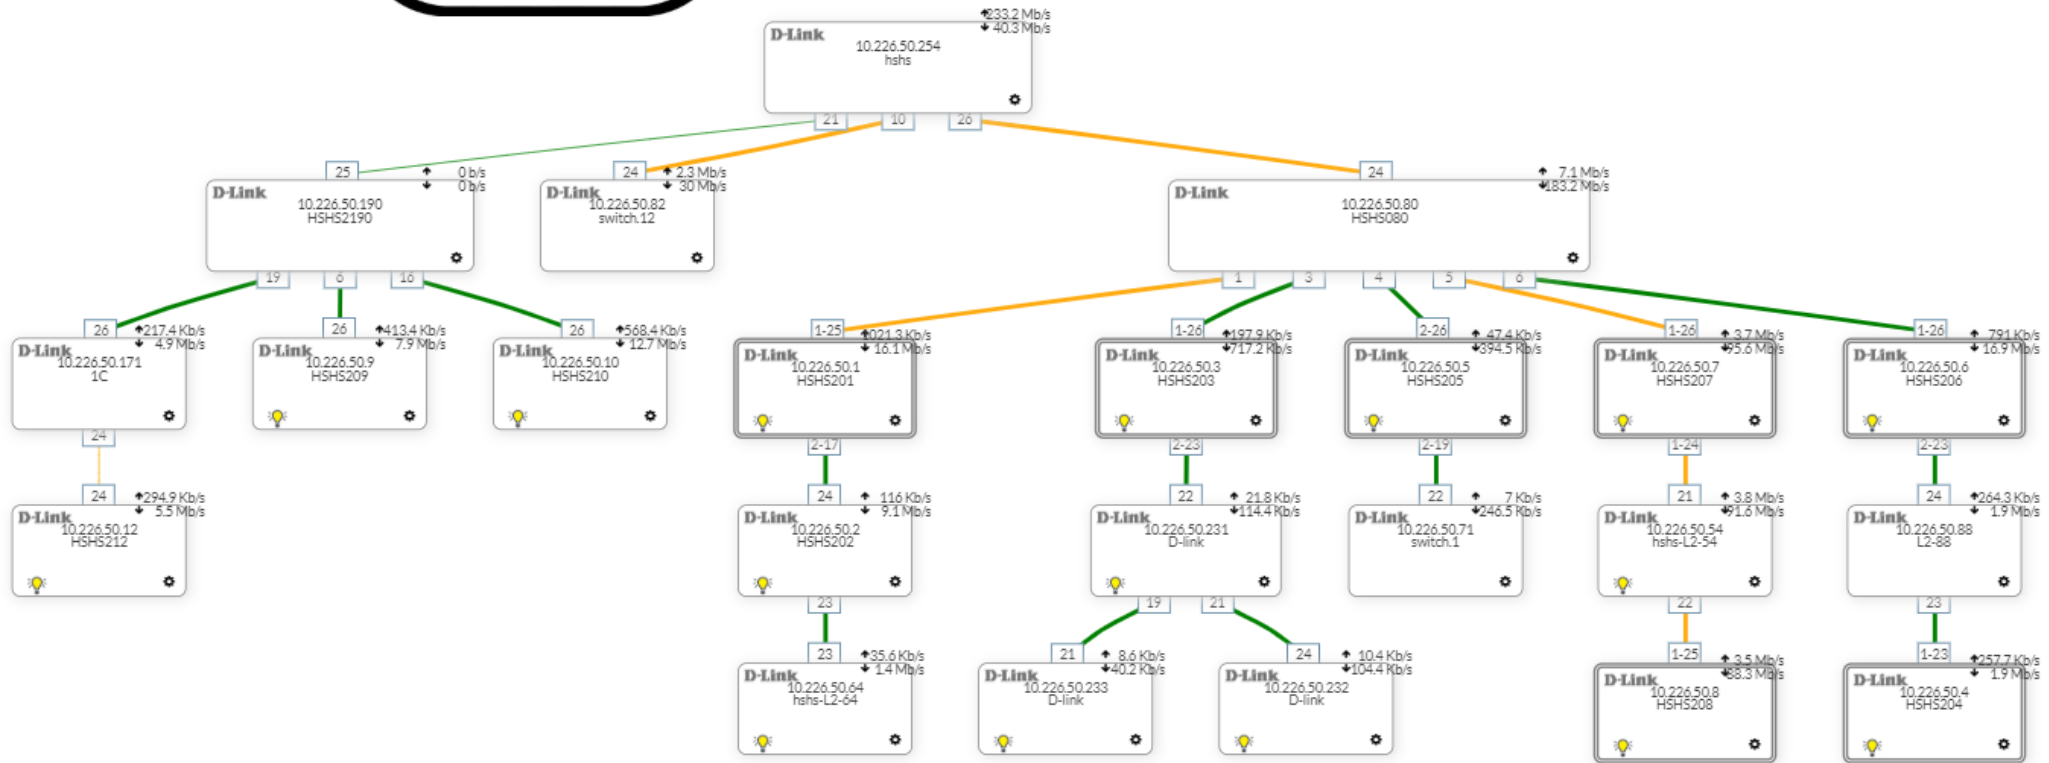 233.2 Mb/s
40.3 Mb/s
D-Link
10.226.50.254
hshs
21 10 26
25
0 b/s
0 b/s
D-Link
10.226.50.190
HSHS2190
24
2.3 Mb/s
30 Mb/s
D-Link
10.226.50.82
switch.12
24
7.1 Mb/s
183.2 Mb/s
D-Link
10.226.50.80
HSHS080
19 6 16
1 3 4 5 6
26
217.4 Kb/s
4.9 Mb/s
D-Link
10.226.50.171
1C
24
26
413.4 Kb/s
7.9 Mb/s
D-Link
10.226.50.9
HSHS209
26
568.4 Kb/s
12.7 Mb/s
D-Link
10.226.50.10
HSHS210
1-25
16.1 Mb/s
D-Link
10.226.50.1
HSHS201
2-17
1-26
197.9 Kb/s
717.2 Kb/s
D-Link
10.226.50.3
HSHS203
2-23
2-26
47.4 Kb/s
394.5 Kb/s
D-Link
10.226.50.5
HSHS205
2-19
1-26
3.7 Mb/s
95.6 Mb/s
D-Link
10.226.50.7
HSHS207
1-24
1-26
791 Kb/s
16.9 Mb/s
D-Link
10.226.50.6
HSHS206
2-23
24
294.9 Kb/s
5.5 Mb/s
D-Link
10.226.50.12
HSHS212
24
116 Kb/s
9.1 Mb/s
D-Link
10.226.50.2
HSHS202
23
22
21.8 Kb/s
114.4 Kb/s
D-Link
10.226.50.231
D-link
19 21
22
7 Kb/s
246.5 Kb/s
D-Link
10.226.50.71
switch.1
21
3.8 Mb/s
91.6 Mb/s
D-Link
10.226.50.54
hshs-L2-54
22
24
264.3 Kb/s
1.9 Mb/s
D-Link
10.226.50.88
L2-88
23
23
35.6 Kb/s
1.4 Mb/s
D-Link
10.226.50.64
hshs-L2-64
21
8.6 Kb/s
40.2 Kb/s
D-Link
10.226.50.233
D-link
24
10.4 Kb/s
104.4 Kb/s
D-Link
10.226.50.232
D-link
1-25
3.5 Mb/s
88.3 Mb/s
D-Link
10.226.50.8
HSHS208
1-23
257.7 Kb/s
1.9 Mb/s
D-Link
10.226.50.4
HSHS204